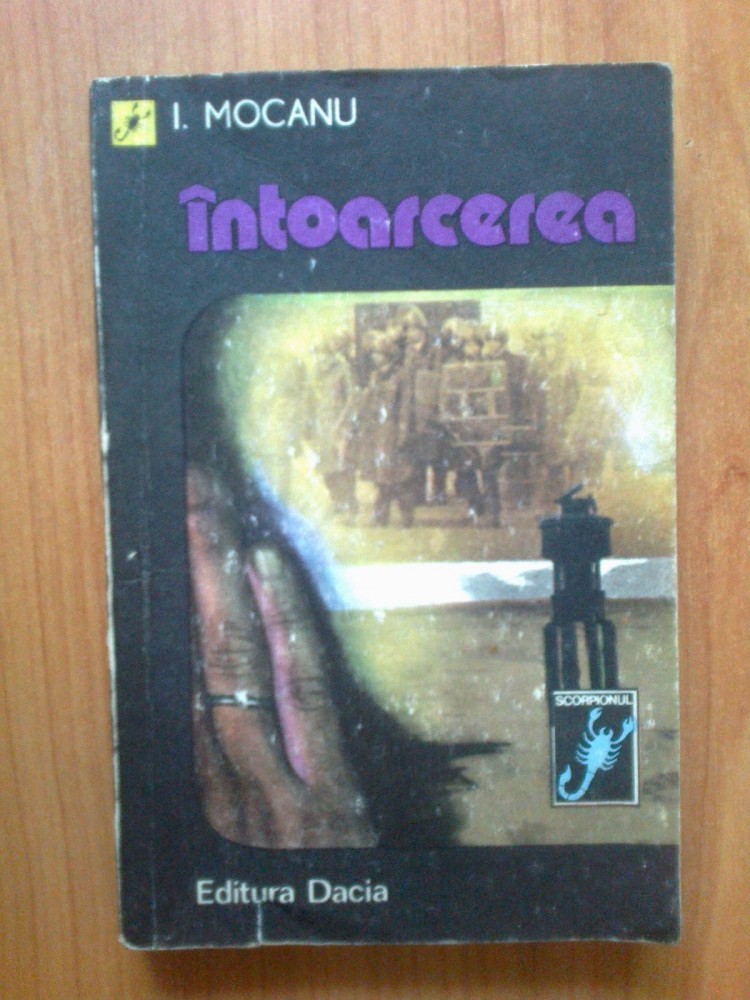 I. MOCANU
întoarcerea
SCORPIONUL
Editura Dacia